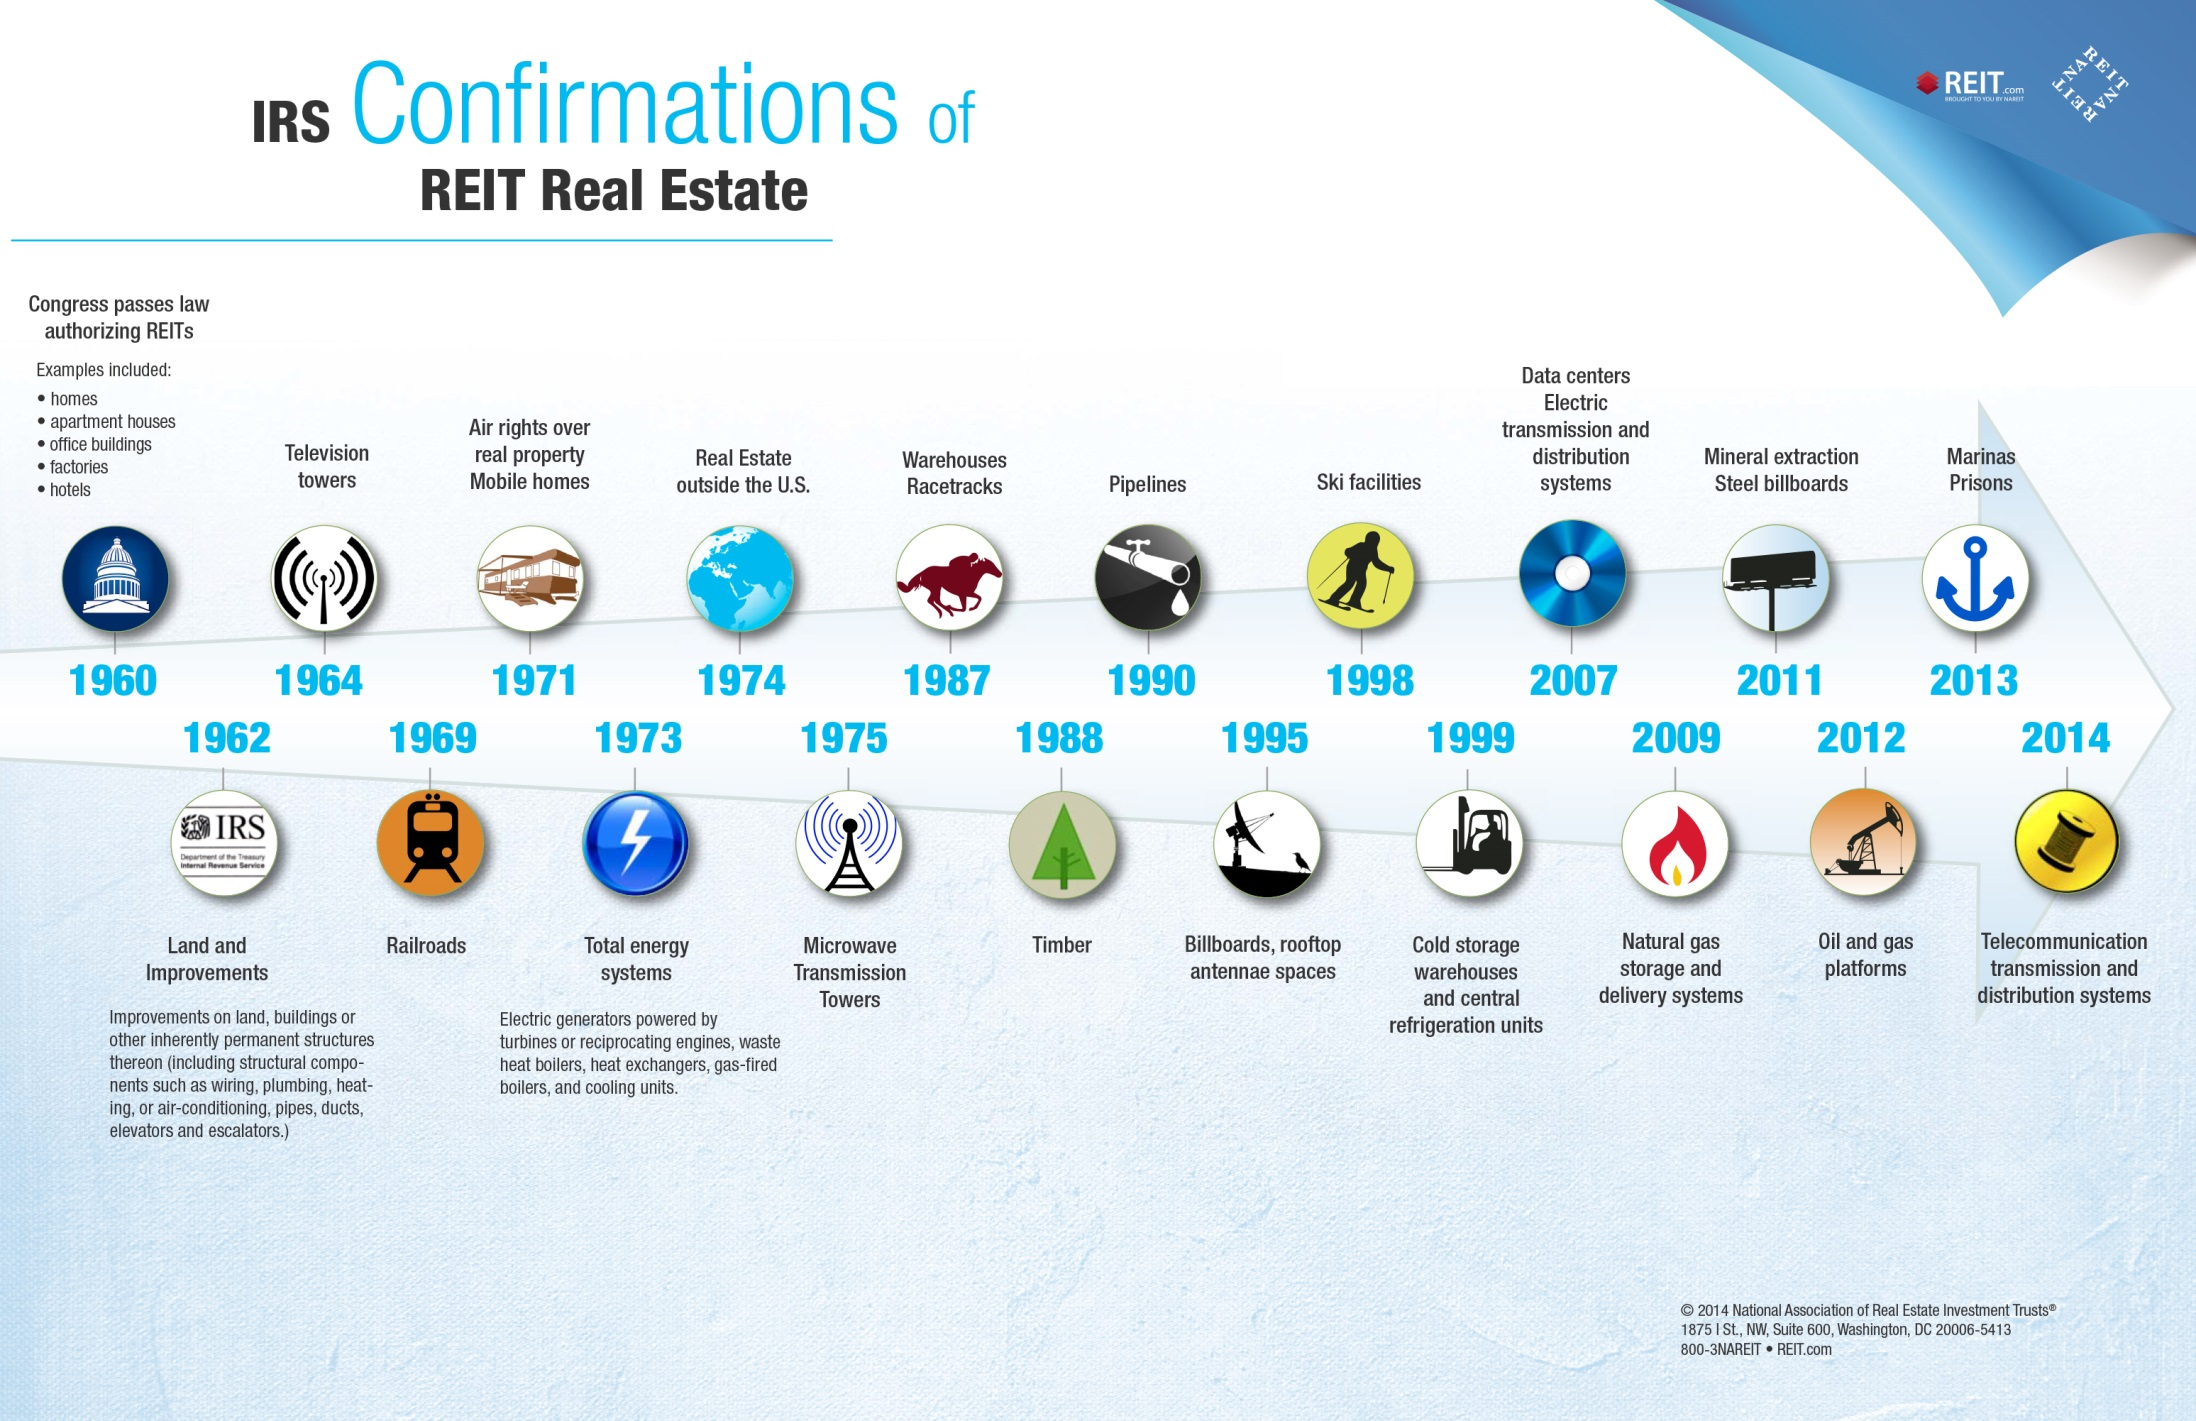 IRS Confirmations of
REIT Real Estate
REIT.com
BROUGHT TO YOU BY NAREIT
NAREIT
NAREIT
Congress passes law
authorizing REITs
Examples included:
• homes
• apartment houses
• office buildings
• factories
• hotels
Television
towers
Air rights over
real property
Mobile homes
Real Estate
outside the U.S.
Warehouses
Racetracks
Pipelines
Ski facilities
Data centers
Electric
transmission and
distribution
systems
Mineral extraction
Steel billboards
Marinas
Prisons
1960
1964
1971
1974
1987
1990
1998
2007
2011
2013
1962
1969
1973
1975
1988
1995
1999
2009
2012
2014
IRS
Department of the Treasury
Internal Revenue Service
Land and
Improvements
Improvements on land, buildings or
other inherently permanent structures
thereon (including structural compo-
nents such as wiring, plumbing, heat-
ing, or air-conditioning, pipes, ducts,
elevators and escalators.)
Railroads
Total energy
systems
Electric generators powered by
turbines or reciprocating engines, waste
heat boilers, heat exchangers, gas-fired
boilers, and cooling units.
Microwave
Transmission
Towers
Timber
Billboards, rooftop
antennae spaces
Cold storage
warehouses
and central
refrigeration units
Natural gas
storage and
delivery systems
Oil and gas
platforms
Telecommunication
transmission and
distribution systems
© 2014 National Association of Real Estate Investment Trusts®
1875 I St., NW, Suite 600, Washington, DC 20006-5413
800-3NAREIT • REIT.com